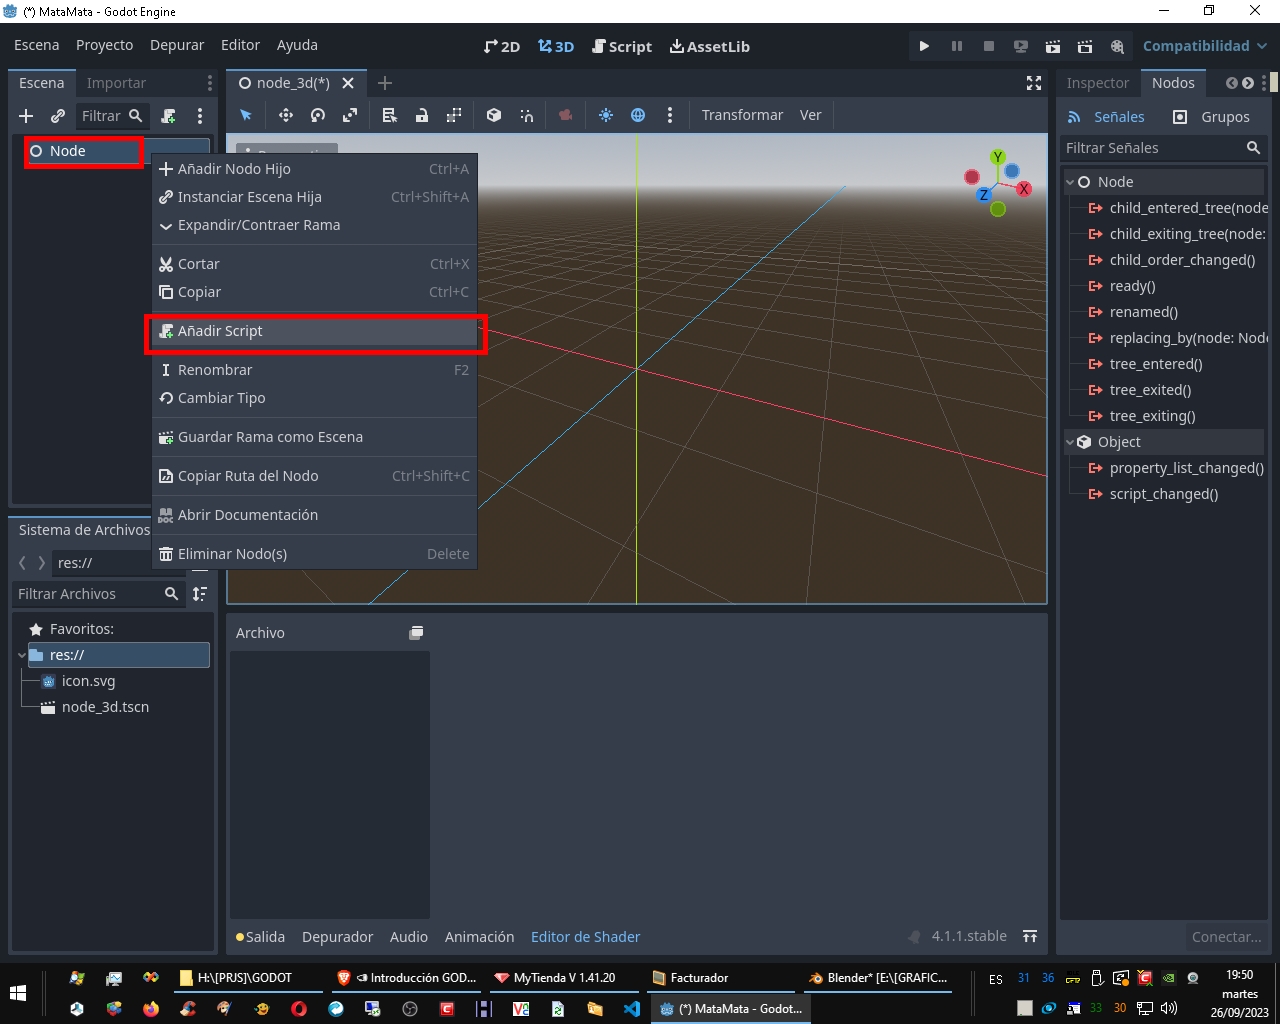 (*) MataMata - Godot Engine
Escena Proyecto Depurar Editor Ayuda
2D 3D Script AssetLib
Compatibilidad
Escena Importar
node_3d(*)
Inspector Nodos
Filtrar
Transformar Ver
Señales Grupos
Node
Filtrar Señales
Añadir Nodo Hijo Ctrl+A
Instanciar Escena Hija Ctrl+Shift+A
Expandir/Contraer Rama
Cortar Ctrl+X
Copiar Ctrl+C
Añadir Script
Renombrar F2
Cambiar Tipo
Guardar Rama como Escena
Copiar Ruta del Nodo Ctrl+Shift+C
Abrir Documentación
Eliminar Nodo(s) Delete
Y
X
Z
Node
child_entered_tree(node
child_exiting_tree(node:
child_order_changed()
ready()
renamed()
replacing_by(node: Node
tree_entered()
tree_exited()
tree_exiting()
Object
property_list_changed()
script_changed()
Sistema de Archivos
res://
Filtrar Archivos
Favoritos:
res://
icon.svg
node_3d.tscn
Archivo
Salida Depurador Audio Animación Editor de Shader
4.1.1.stable
Conectar...
H:\[PRJS]\GODOT
Introducción GOD...
MyTienda V 1.41.20
Facturador
Blender* [E:\[GRAFIC...
(*) MataMata - Godot...
ES 31 36
33 30
19:50
martes
26/09/2023